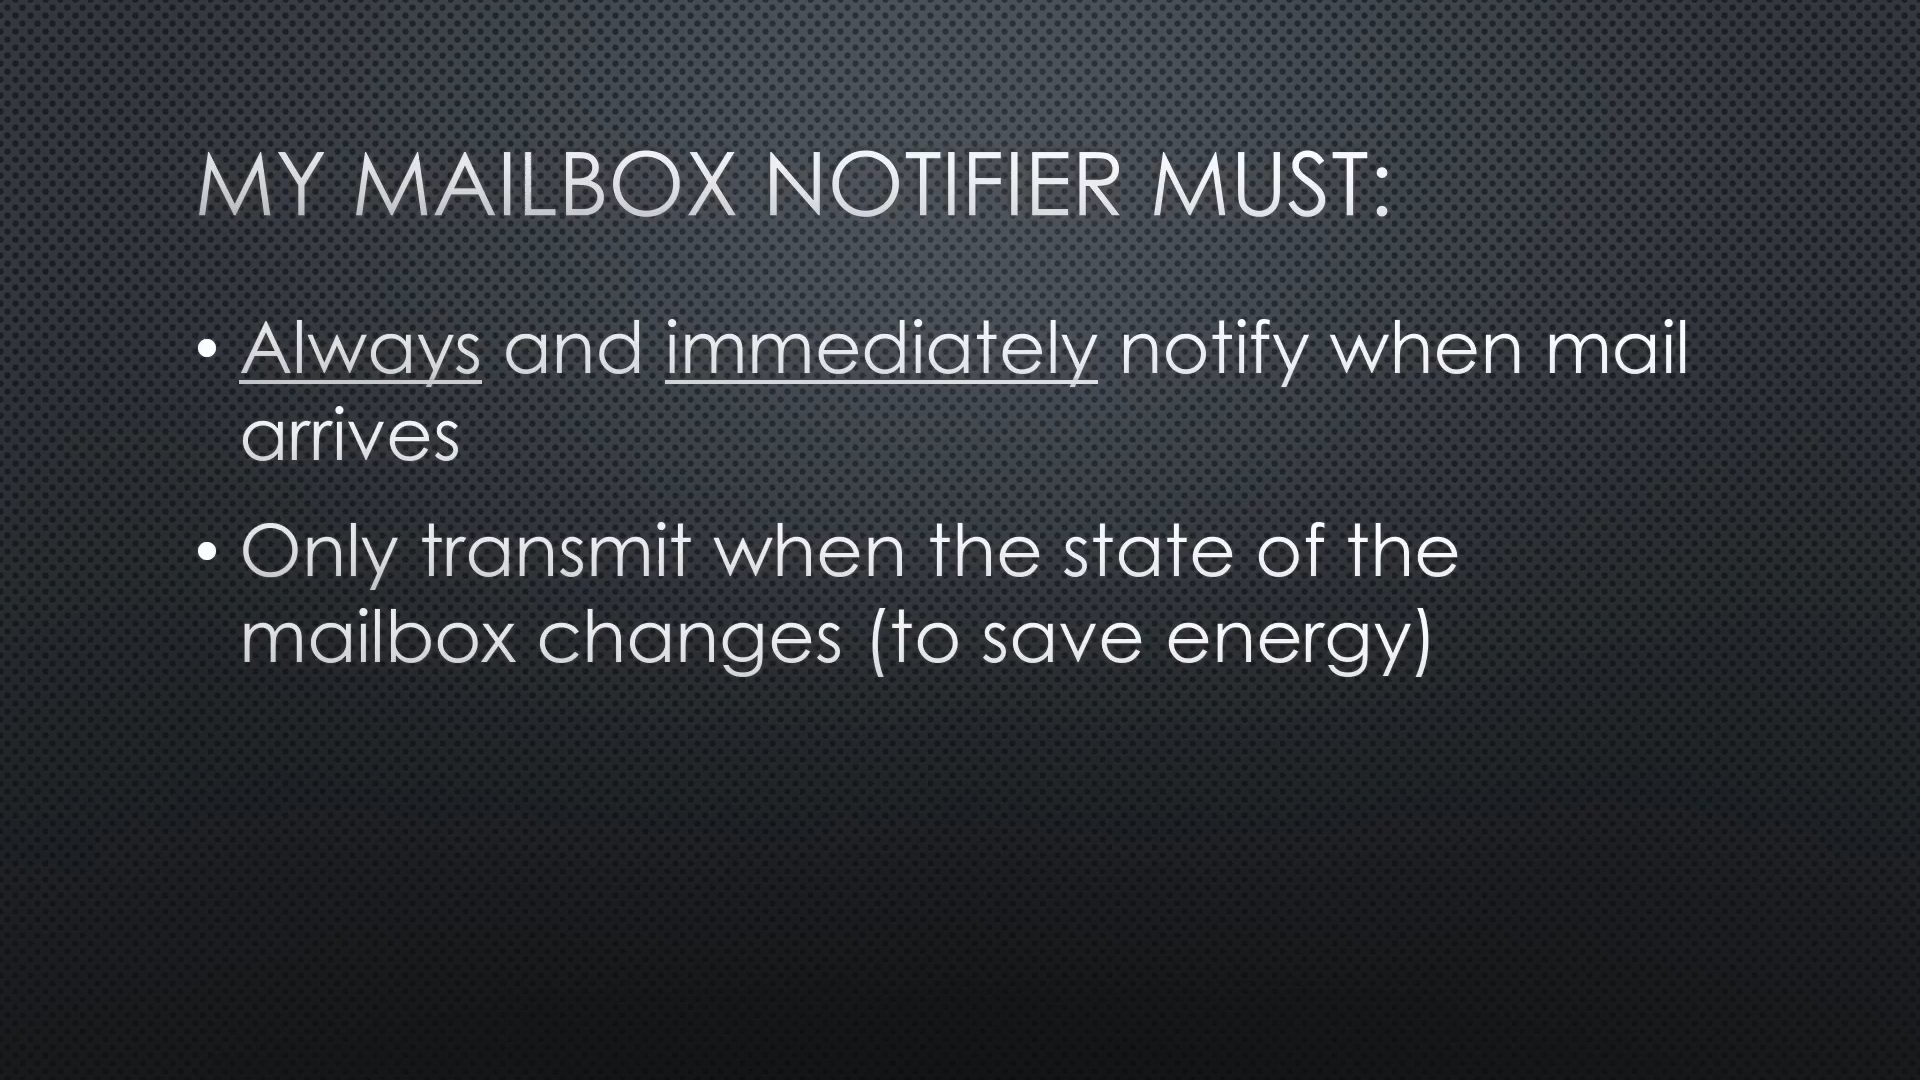 MY MAILBOX NOTIFIER MUST:
• Always and immediately notify when mail
arrives
• Only transmit when the state of the
mailbox changes (to save energy)